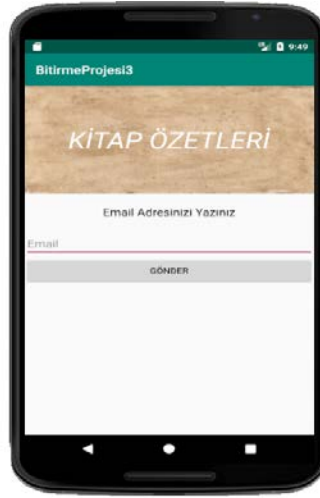 9:49
BitirmeProjesi3
KİTAP ÖZETLERİ
Email Adresinizi Yazınız
Email
GÖNDER